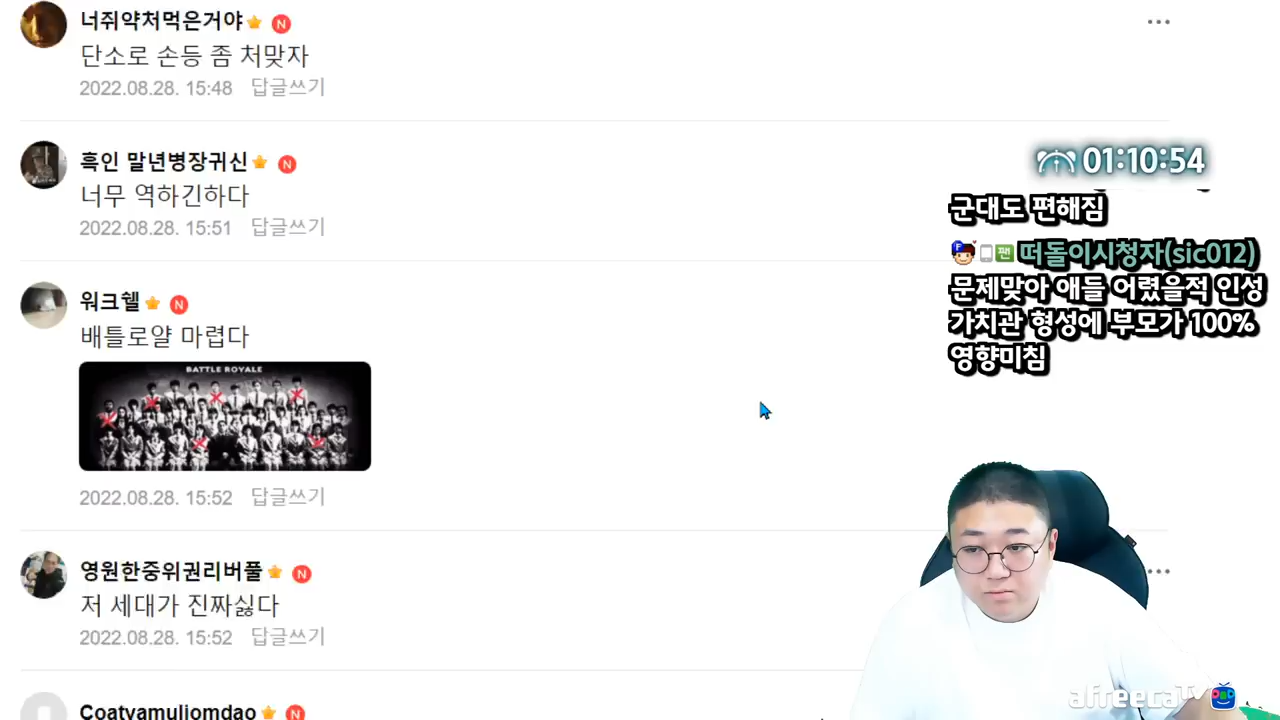 너쥐약처먹은거야 N
단소로 손등 좀 처맞자
2022.08.28. 15:48 답글쓰기
흑인 말년병장귀신 N
너무 역하긴하다
2022.08.28. 15:51 답글쓰기
워크쉘 N
배틀로얄 마렵다
BATTLE ROYALE
2022.08.28. 15:52 답글쓰기
영원한중위권리버풀 N
저 세대가 진짜싫다
2022.08.28. 15:52 답글쓰기
Coatyamuljomdao N
01:10:54
군대도 편해짐
F 팬 떠돌이시청자(sic012)
문제맞아 애들 어렸을적 인성
가치관 형성에 부모가 100%
영향미침
afreecaTV